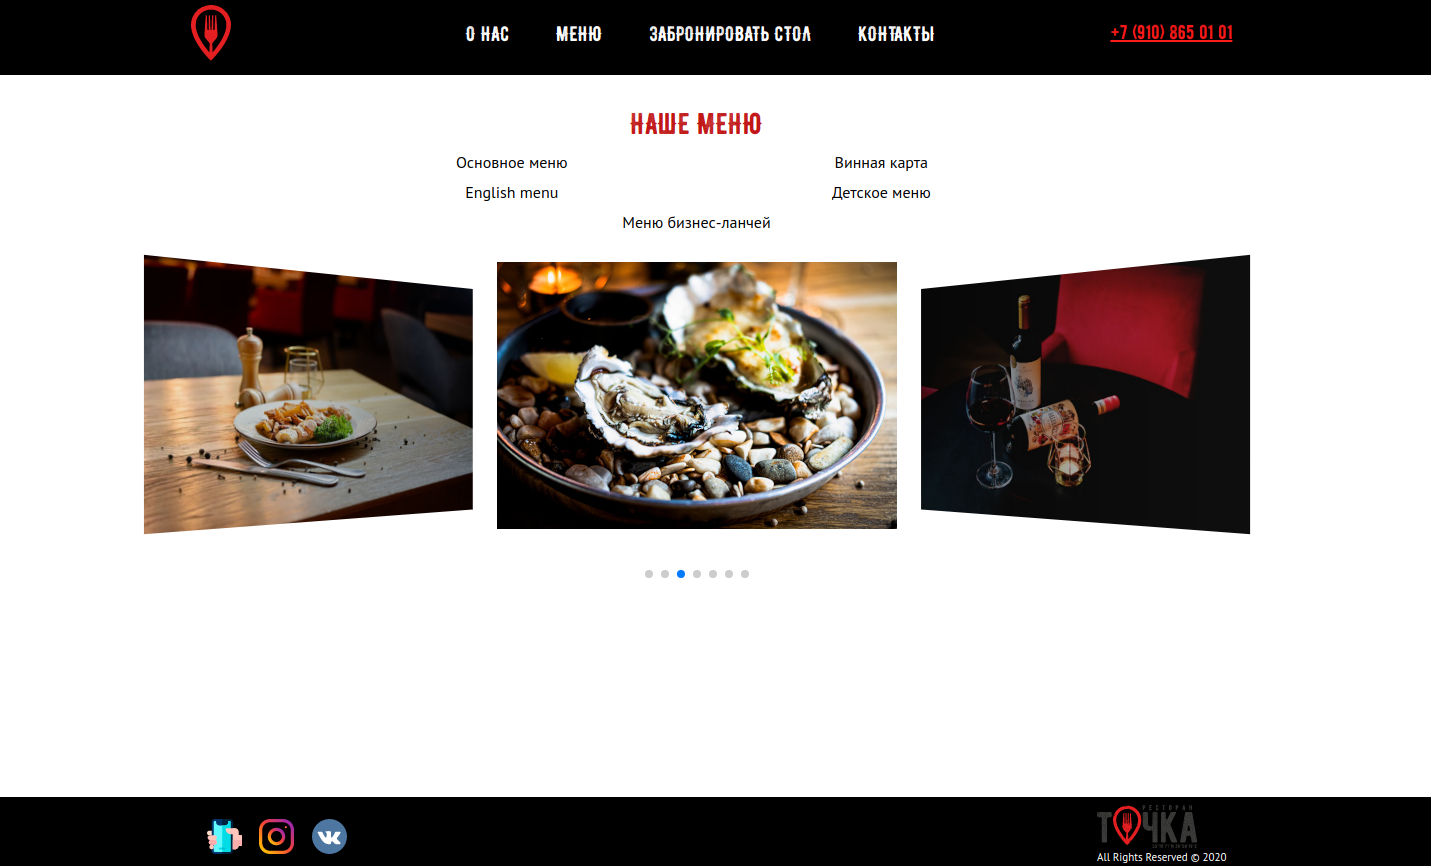 О НАС МЕНЮ ЗАБРОНИРОВАТЬ СТОЛ КОНТАКТЫ +7 (910) 865 01 01
НАШЕ МЕНЮ
Основное меню Винная карта
English menu Детское меню
Меню бизнес-ланчей
РЕСТОРАН
ТОЧКА
All Rights Reserved © 2020